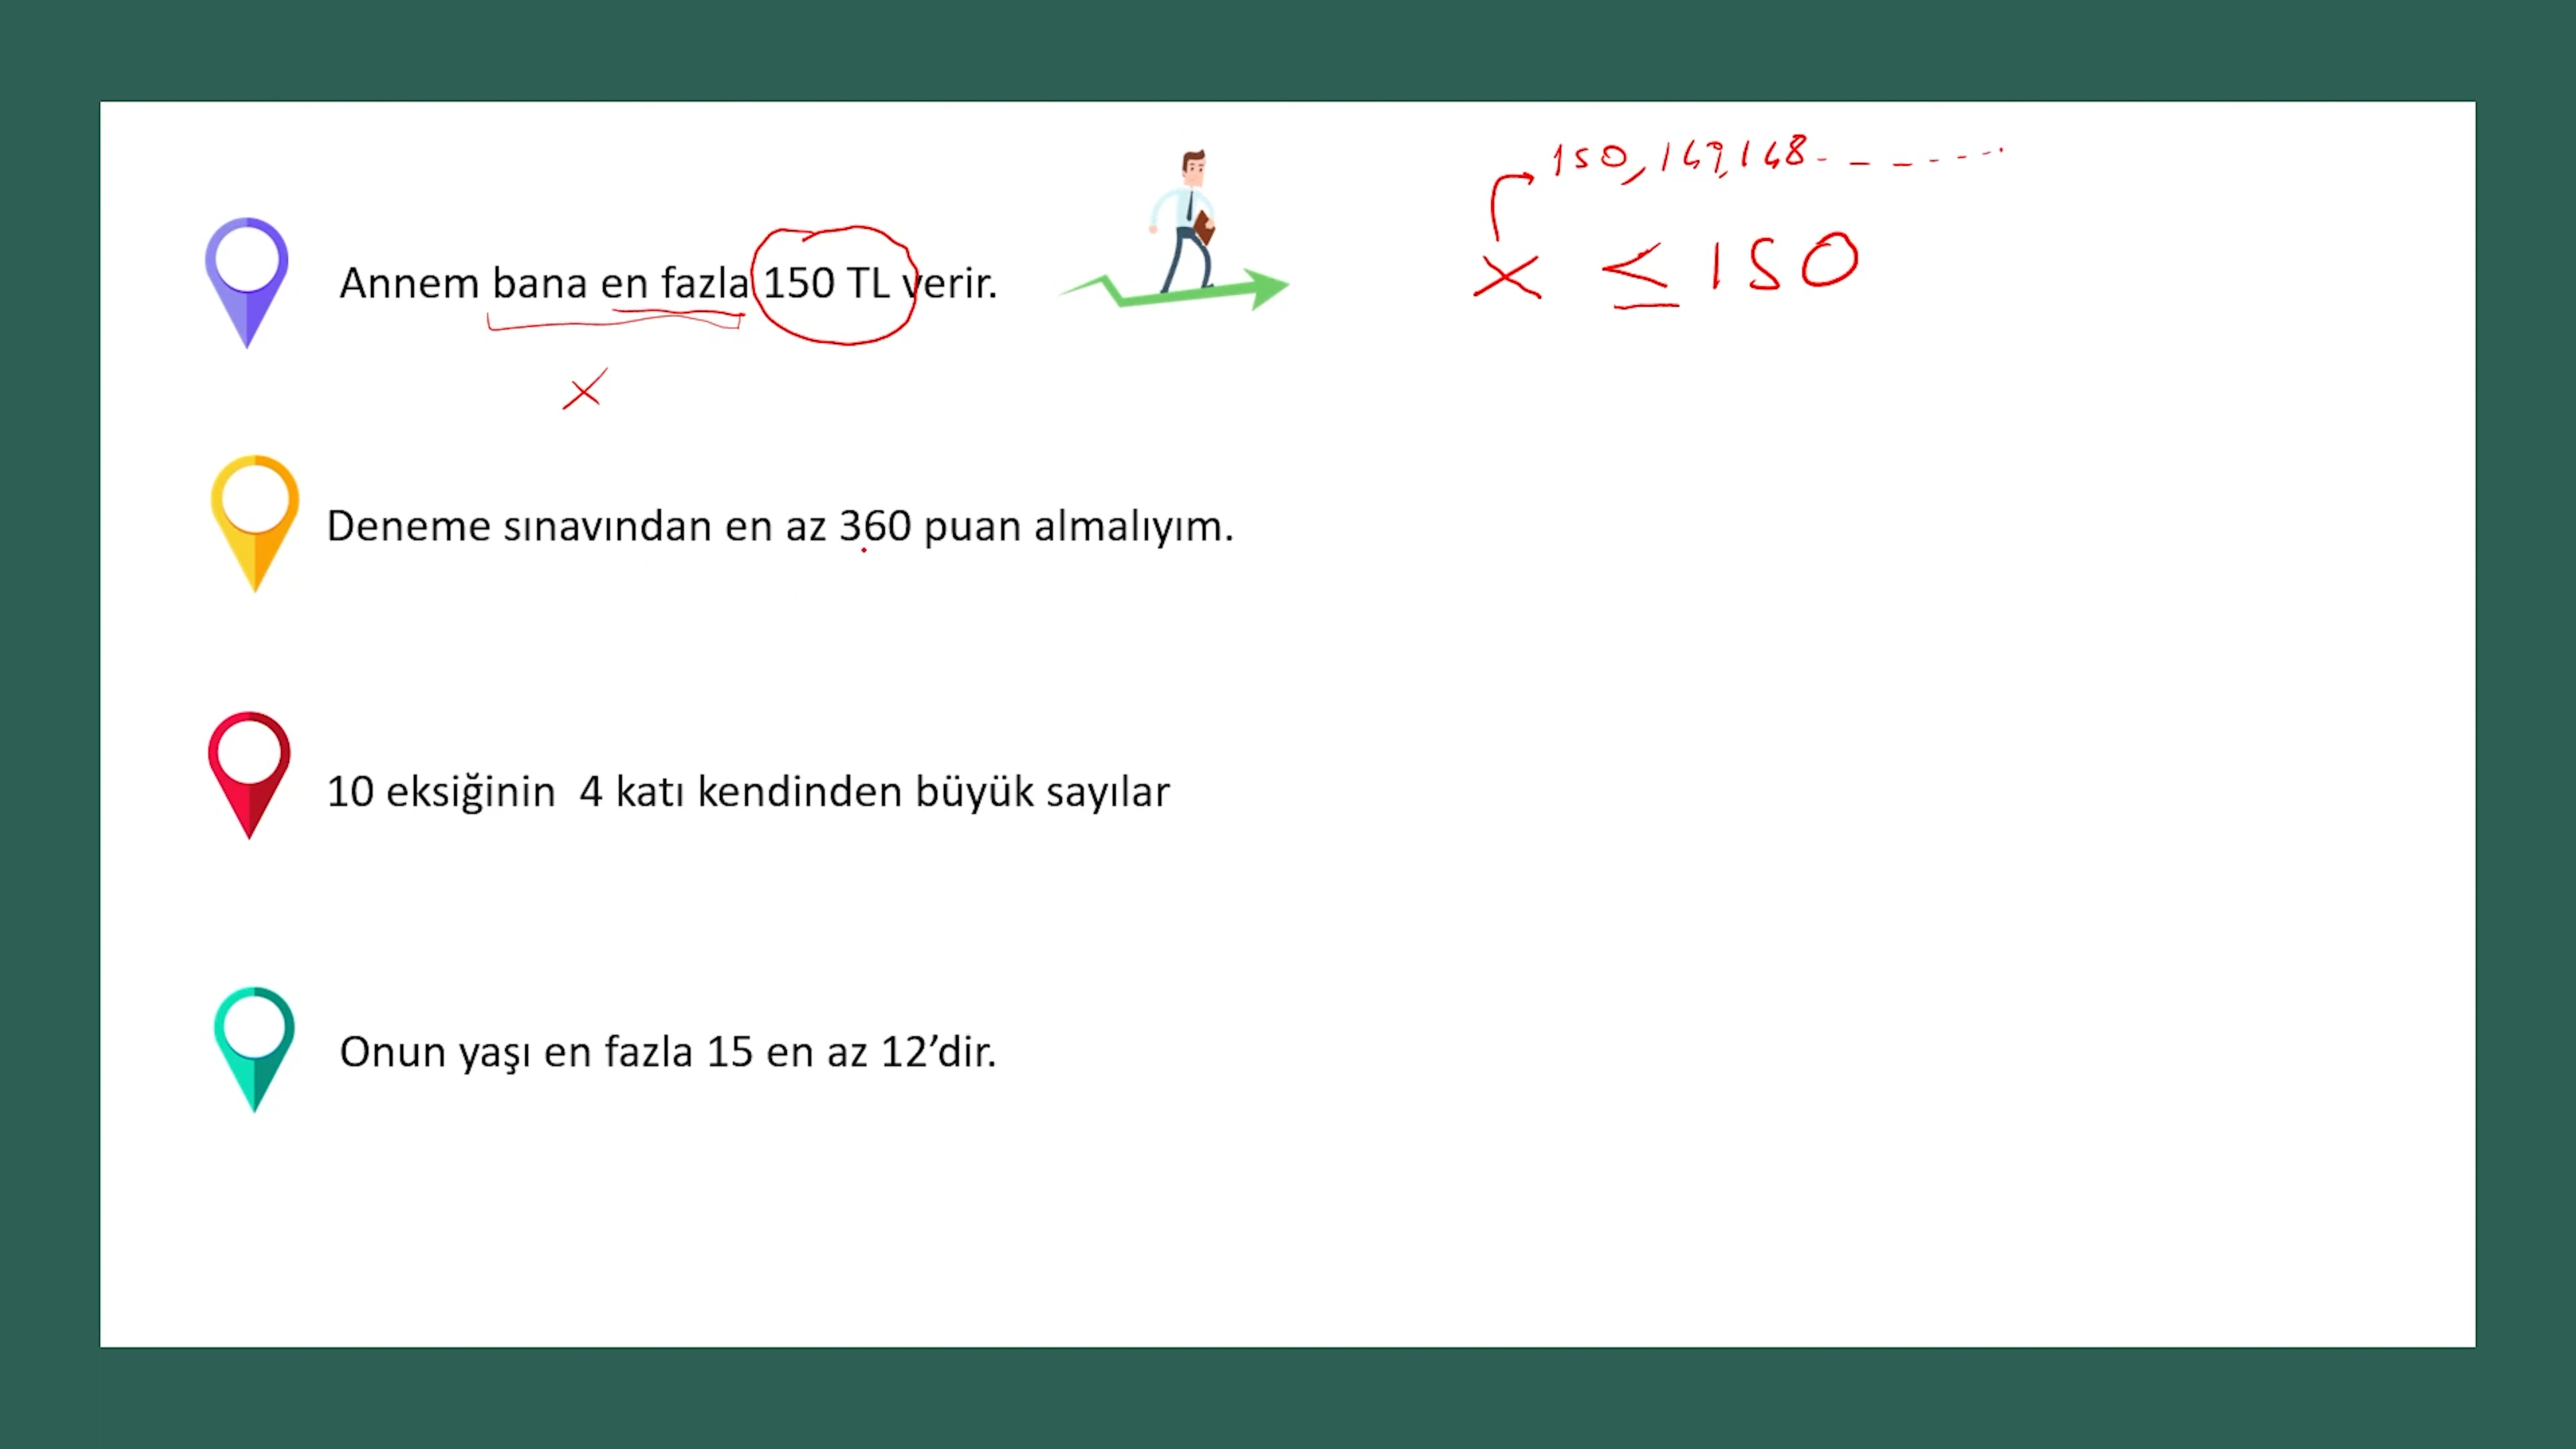 150, 149, 148 - - - - - - -
Annem bana en fazla 150 TL verir.
x ≤ 150
x
Deneme sınavından en az 360 puan almalıyım.
10 eksiğinin 4 katı kendinden büyük sayılar
Onun yaşı en fazla 15 en az 12’dir.